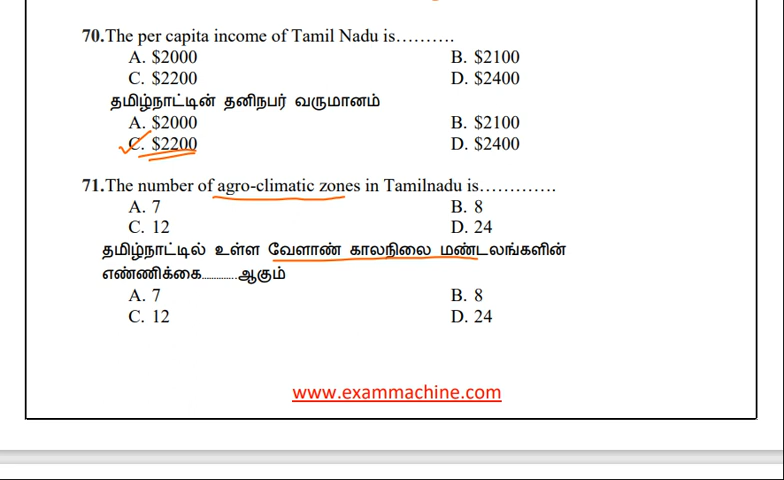 70.The per capita income of Tamil Nadu is……….
A. $2000 B. $2100
C. $2200 D. $2400
தமிழ்நாட்டின் தனிநபர் வருமானம்
A. $2000 B. $2100
C. $2200 D. $2400
71.The number of agro-climatic zones in Tamilnadu is………….
A. 7 B. 8
C. 12 D. 24
தமிழ்நாட்டில் உள்ள வேளாண் காலநிலை மண்டலங்களின்
எண்ணிக்கை…………..ஆகும்
A. 7 B. 8
C. 12 D. 24
www.exammachine.com